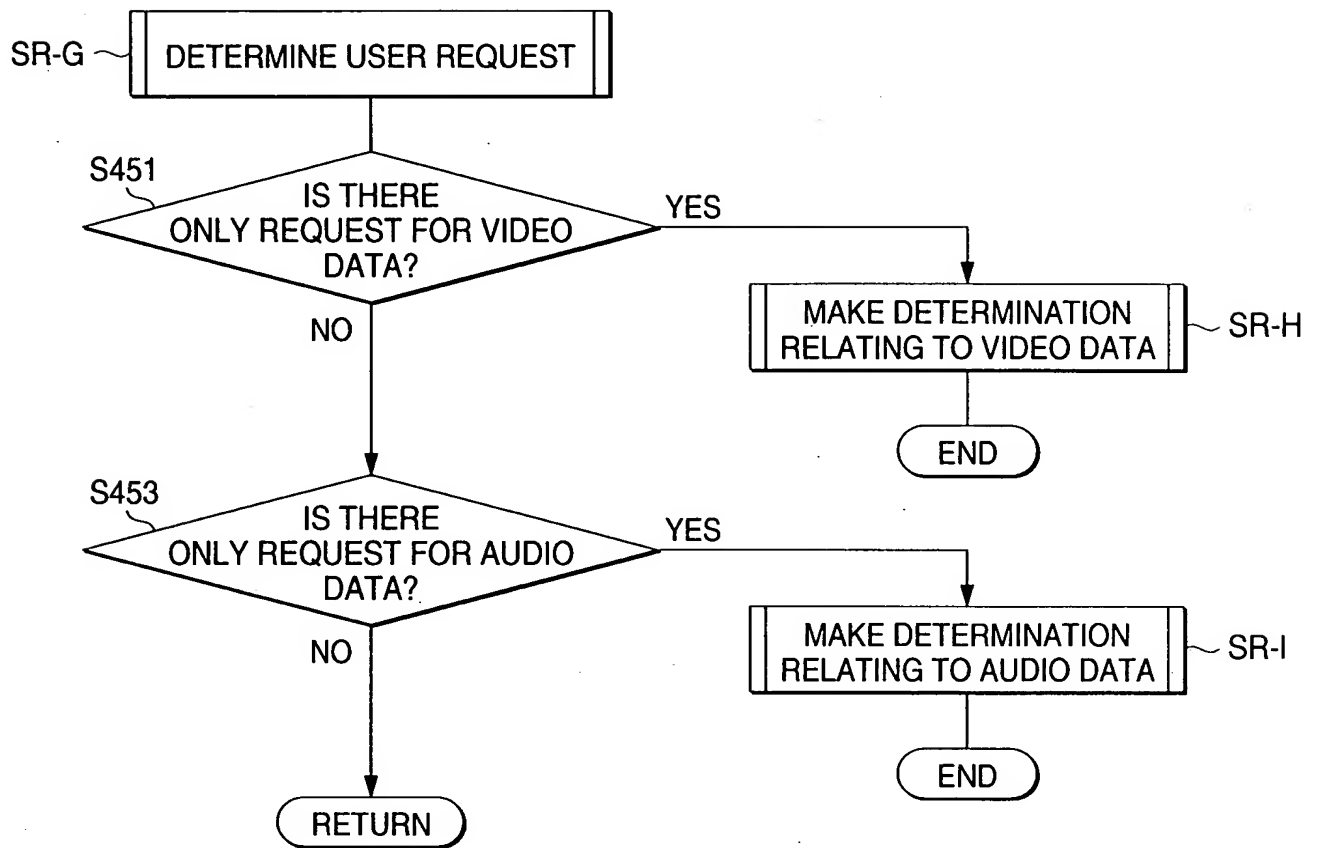 SR-G
DETERMINE USER REQUEST
S451
IS THERE
ONLY REQUEST FOR VIDEO
DATA?
YES
NO
MAKE DETERMINATION
RELATING TO VIDEO DATA
SR-H
END
S453
IS THERE
ONLY REQUEST FOR AUDIO
DATA?
YES
NO
MAKE DETERMINATION
RELATING TO AUDIO DATA
SR-I
END
RETURN